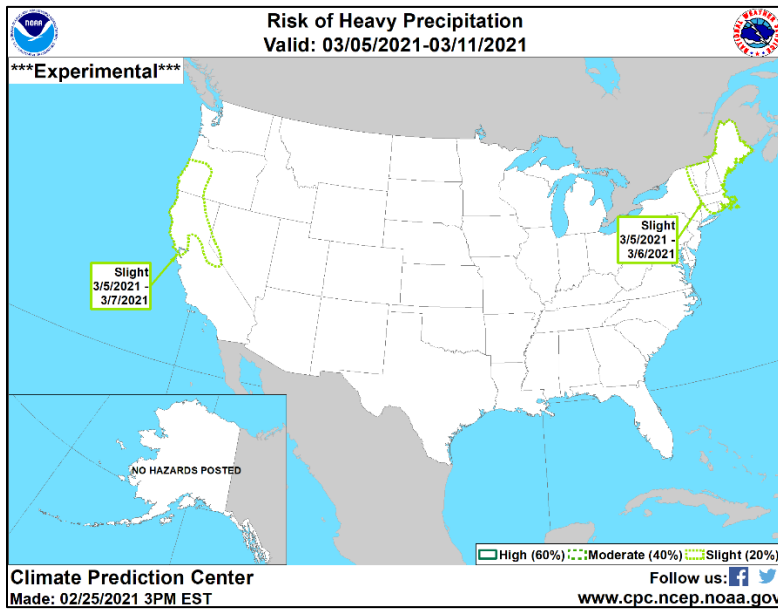 Risk of Heavy Precipitation
Valid: 03/05/2021-03/11/2021
noaa
***Experimental***
Slight
3/5/2021 -
3/7/2021
Slight
3/5/2021 -
3/6/2021
NO HAZARDS POSTED
High (60%) Moderate (40%) Slight (20%)
Climate Prediction Center
Made: 02/25/2021 3PM EST
Follow us:
www.cpc.ncep.noaa.gov